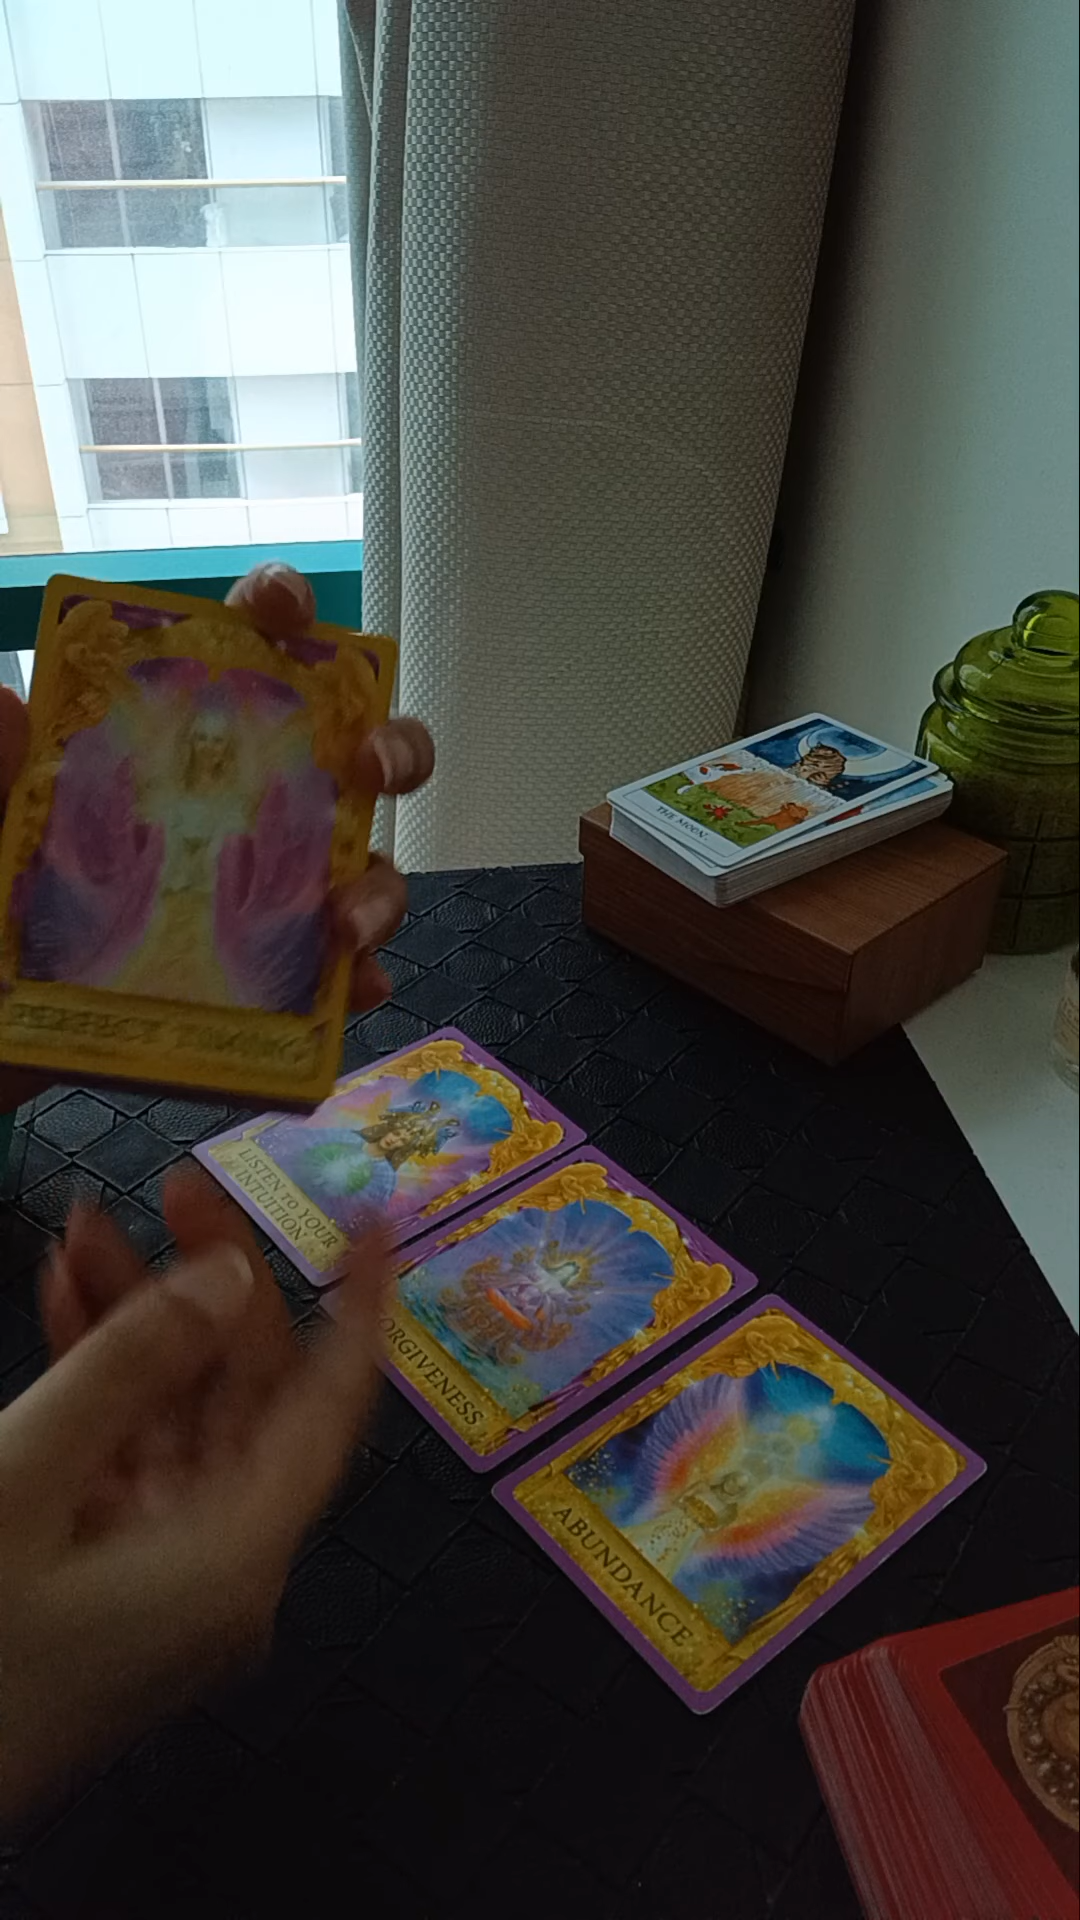 THE MOON.
PERFECT TIMING
LISTEN TO YOUR
INTUITION
FORGIVENESS
ABUNDANCE